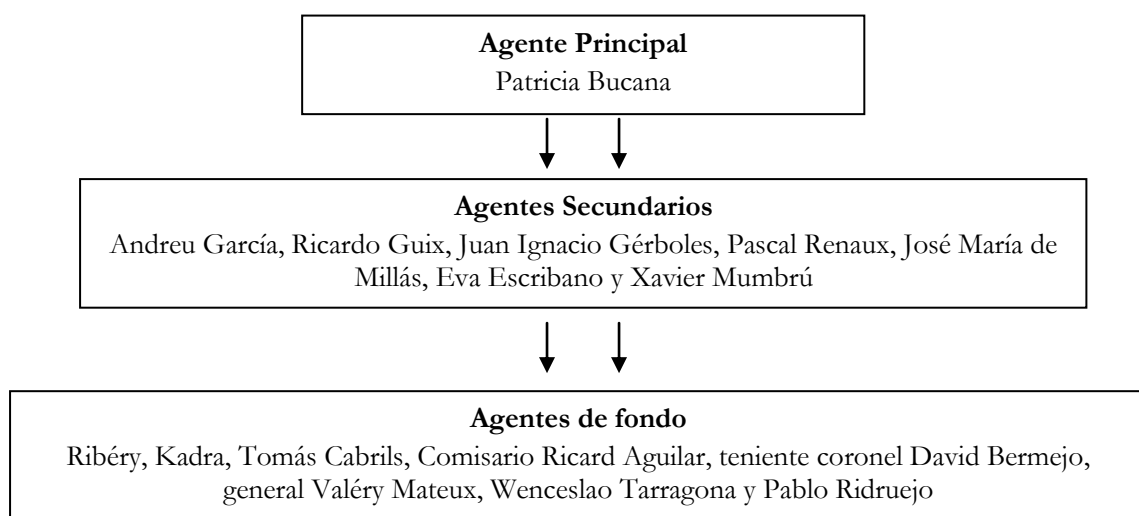 Agente Principal
Patricia Bucana
Agentes Secundarios
Andreu García, Ricardo Guix, Juan Ignacio Gérboles, Pascal Renaux, José María de
Millás, Eva Escribano y Xavier Mumbrú
Agentes de fondo
Ribéry, Kadra, Tomás Cabrils, Comisario Ricard Aguilar, teniente coronel David Bermejo,
general Valéry Mateux, Wenceslao Tarragona y Pablo Ridruejo